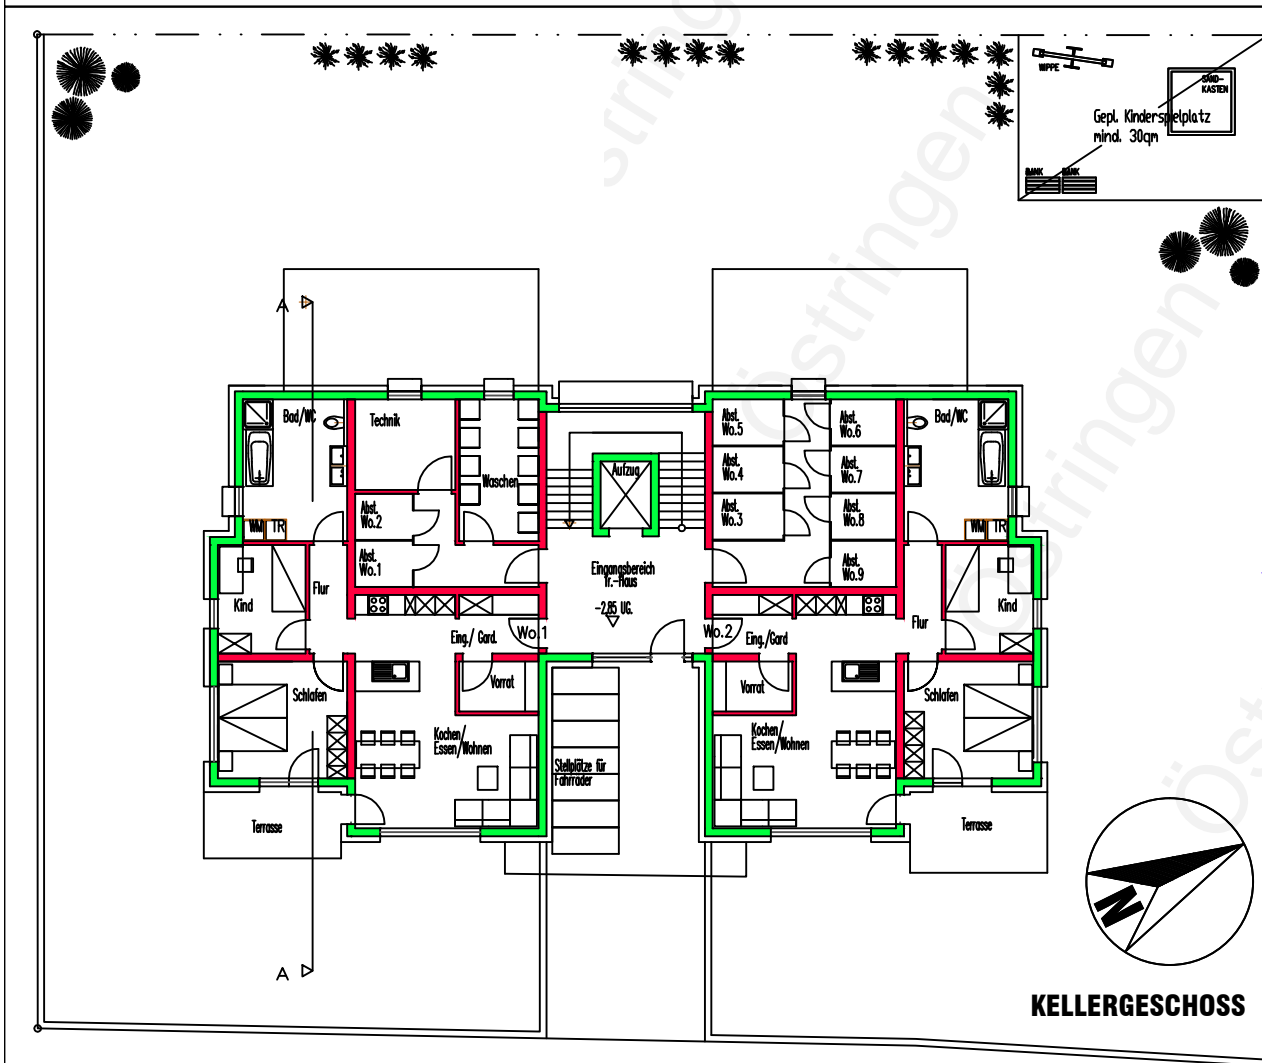 WIPPE
SAND-
KASTEN
Gepl. Kinderspielplatz
mind. 30qm
BANK BANK
Östringen
Östringen
A
Bad/WC
Technik
Waschen
Aufzug
Abst.
Wo.5
Abst.
Wo.6
Bad/WC
Abst.
Wo.4
Abst.
Wo.7
Abst.
Wo.2
Abst.
Wo.3
Abst.
Wo.8
WM TR
WM TR
Abst.
Wo.1
Eingangsbereich
Tr.-Haus
Abst.
Wo.9
Kind
Flur
-2,85 UG.
Flur
Kind
Eing./ Gard.
Wo.1
Wo.2
Eing./Gard
Schlafen
Vorrat
Vorrat
Schlafen
Kochen/
Essen/Wohnen
Kochen/
Essen/Wohnen
Stellplätze für
Fahrräder
Terrasse
Terrasse
N
A
KELLERGESCHOSS